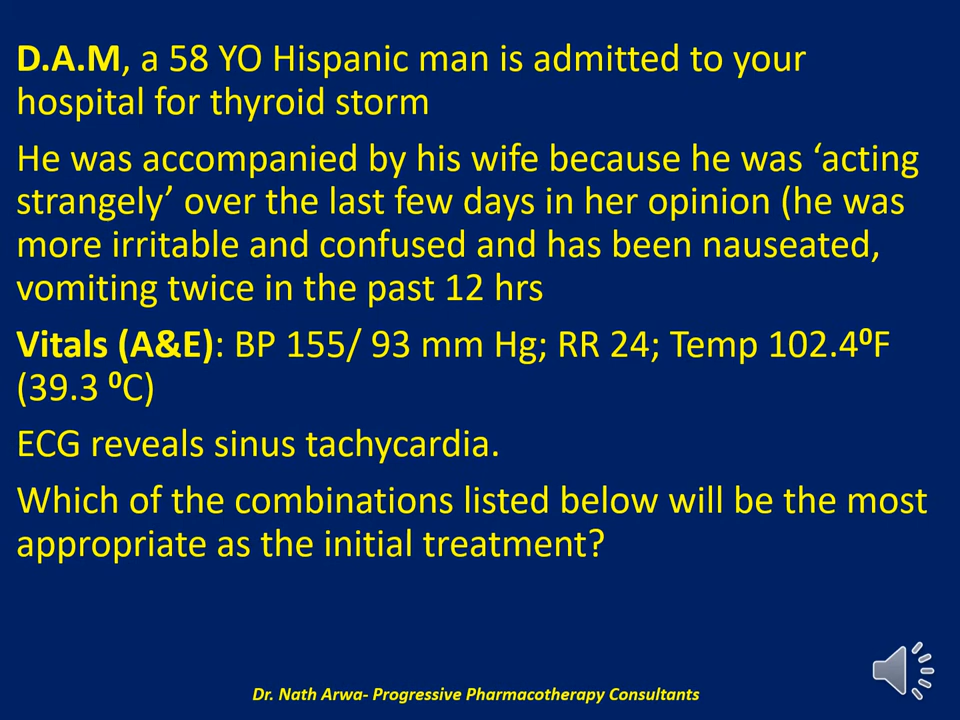 D.A.M, a 58 YO Hispanic man is admitted to your
hospital for thyroid storm
He was accompanied by his wife because he was ‘acting
strangely’ over the last few days in her opinion (he was
more irritable and confused and has been nauseated,
vomiting twice in the past 12 hrs
Vitals (A&E): BP 155/ 93 mm Hg; RR 24; Temp 102.4⁰F
(39.3 ⁰C)
ECG reveals sinus tachycardia.
Which of the combinations listed below will be the most
appropriate as the initial treatment?
Dr. Nath Arwa- Progressive Pharmacotherapy Consultants